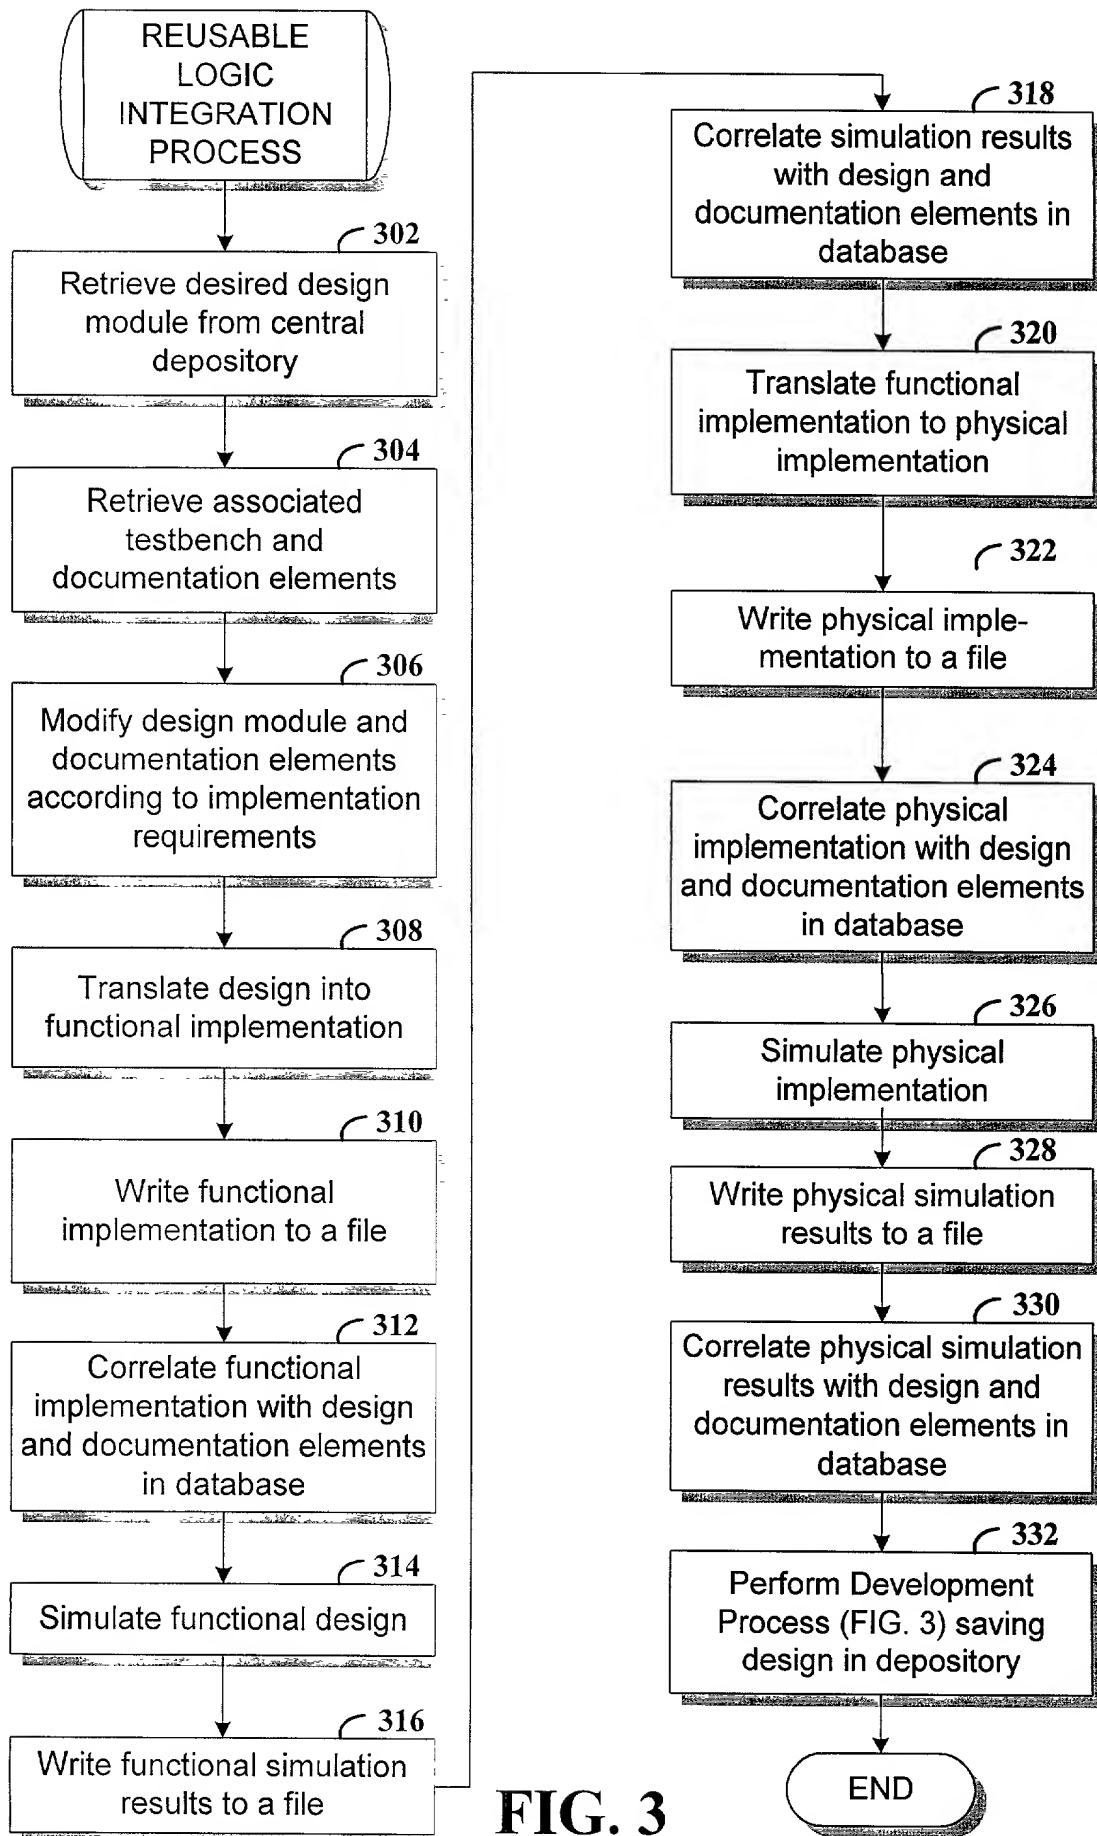 REUSABLE
LOGIC
INTEGRATION
PROCESS
302
Retrieve desired design
module from central
depository
304
Retrieve associated
testbench and
documentation elements
306
Modify design module and
documentation elements
according to implementation
requirements
308
Translate design into
functional implementation
310
Write functional
implementation to a file
312
Correlate functional
implementation with design
and documentation elements
in database
314
Simulate functional design
316
Write functional simulation
results to a file
318
Correlate simulation results
with design and
documentation elements in
database
320
Translate functional
implementation to physical
implementation
322
Write physical imple-
mentation to a file
324
Correlate physical
implementation with design
and documentation elements
in database
326
Simulate physical
implementation
328
Write physical simulation
results to a file
330
Correlate physical simulation
results with design and
documentation elements in
database
332
Perform Development
Process (FIG. 3) saving
design in depository
END
FIG. 3